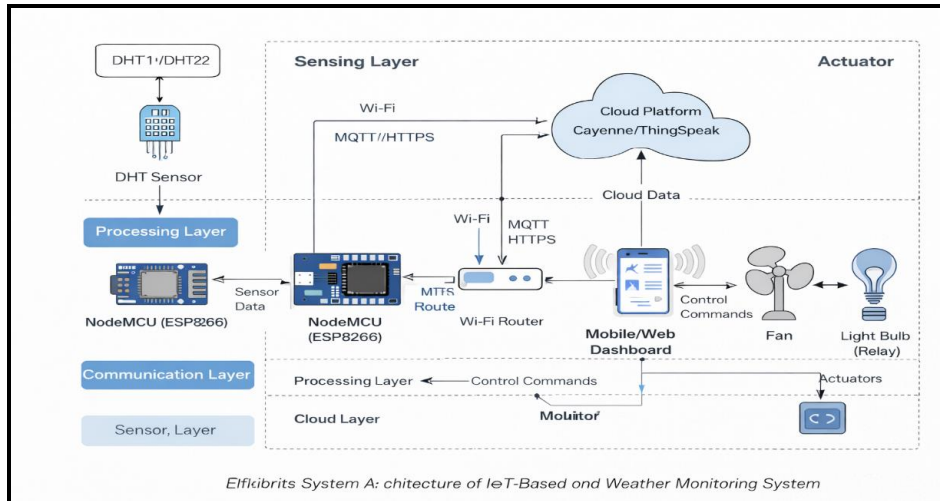 DHT1¹/DHT22
Sensing Layer
Actuator
Wi-Fi
MQTT//HTTPS
Cloud Platform
Cayenne/ThingSpeak
DHT Sensor
Cloud Data
Processing Layer
Wi-Fi
MQTT
HTTPS
Sensor
Data
MTTS
Route
Control
Commands
NodeMCU (ESP8266)
NodeMCU
(ESP8266)
Wi-Fi Router
Mobile/Web
Dashboard
Fan
Light Bulb
(Relay)
Communication Layer
Processing Layer
Control Commands
Actuators
Sensor, Layer
Cloud Layer
System A: chitecture of IeT-Based ond Weather Monitoring System